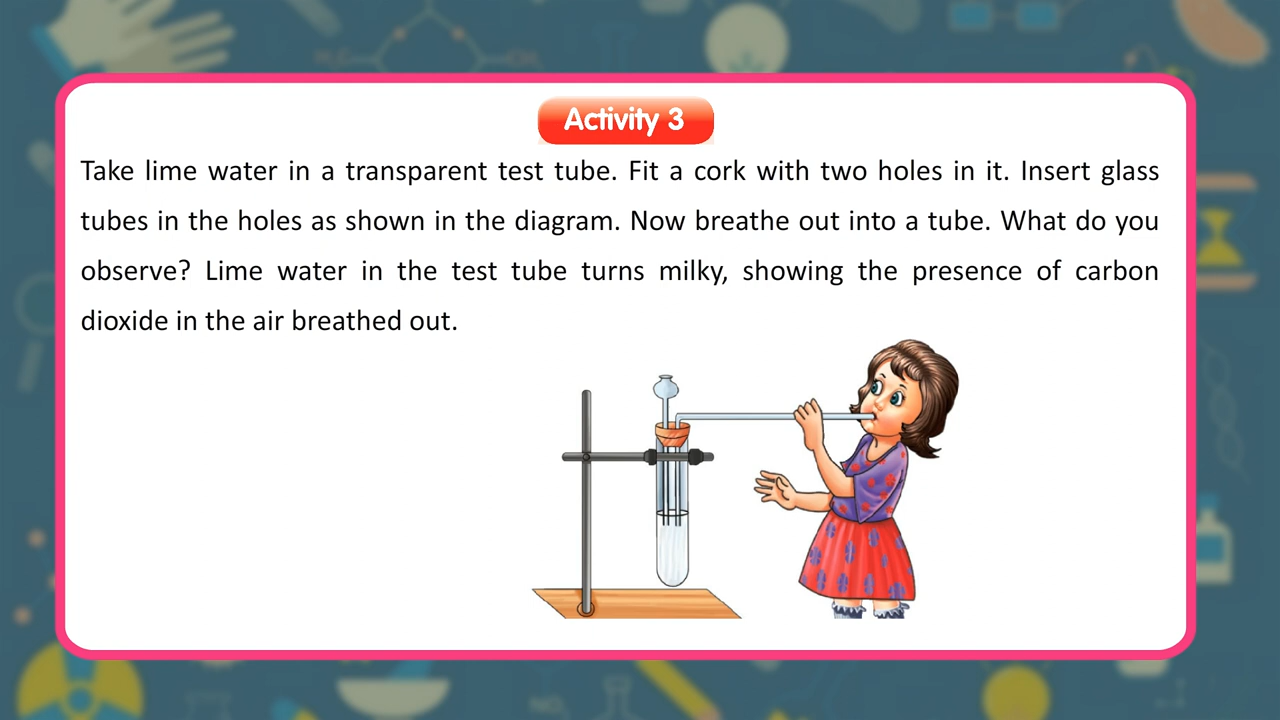 Activity 3
Take lime water in a transparent test tube. Fit a cork with two holes in it. Insert glass
tubes in the holes as shown in the diagram. Now breathe out into a tube. What do you
observe? Lime water in the test tube turns milky, showing the presence of carbon
dioxide in the air breathed out.